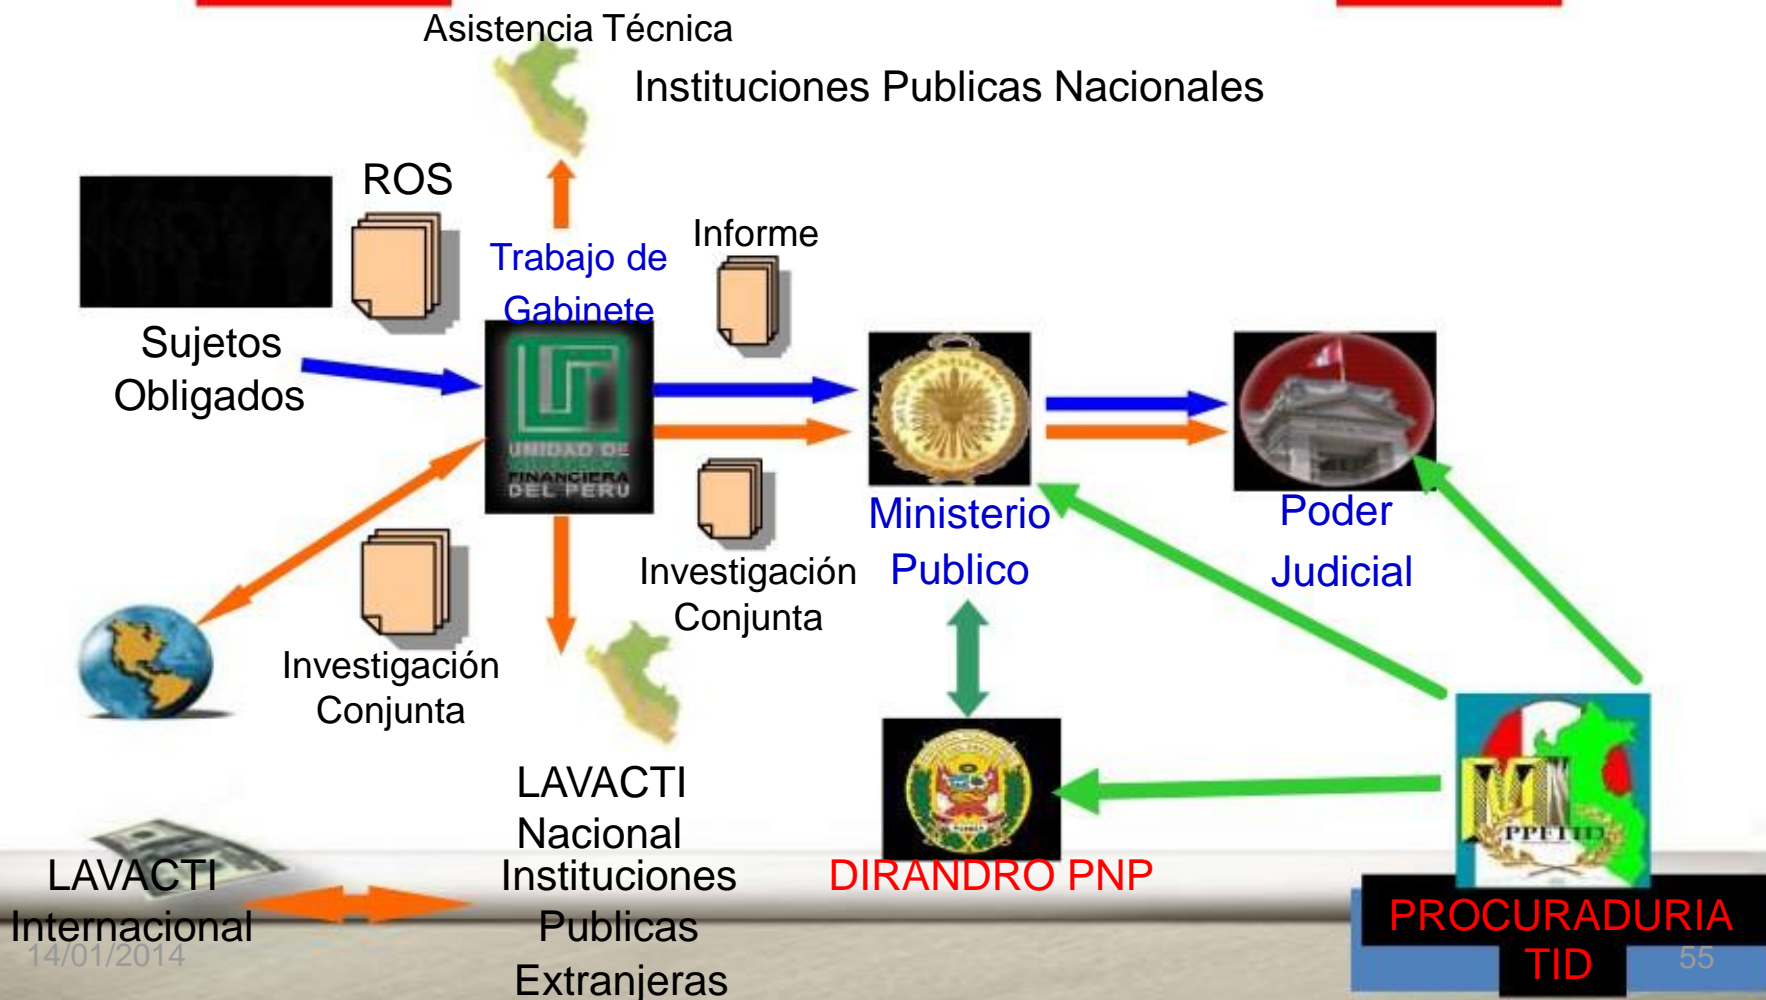 Asistencia Técnica
Instituciones Publicas Nacionales
ROS
Informe
Trabajo de
Gabinete
Sujetos
Obligados
UNIDAD DE
FINANCIERA
DEL PERU
Ministerio
Publico
Poder
Judicial
Investigación
Conjunta
Investigación
Conjunta
LAVACTI
Nacional
Instituciones
Publicas
Extranjeras
LAVACTI
Internacional
DIRANDRO PNP
PPETID
PROCURADURIA
TID
14/01/2014
55